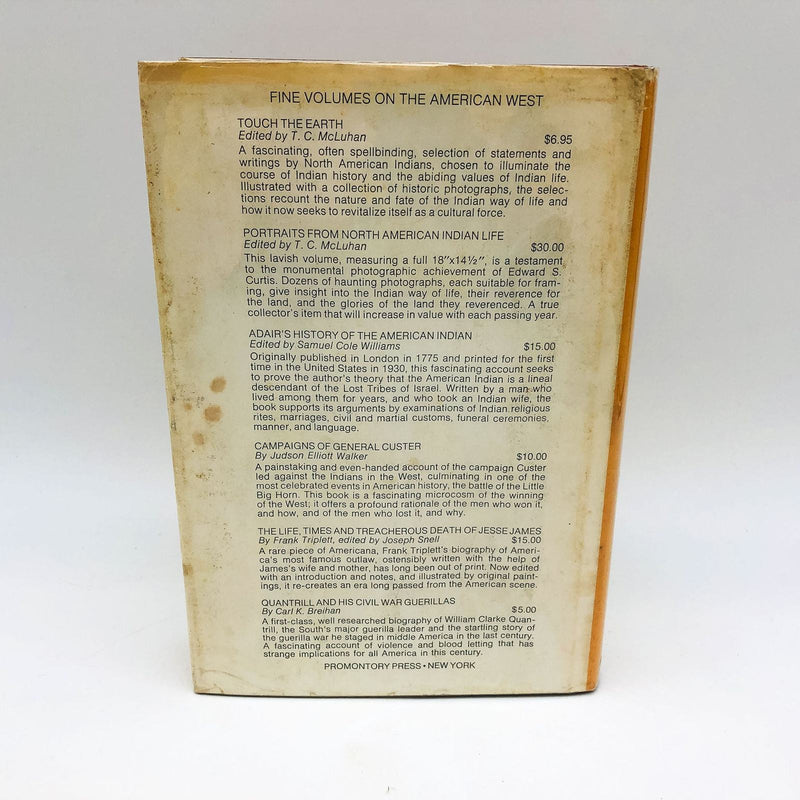 FINE VOLUMES ON THE AMERICAN WEST
TOUCH THE EARTH
Edited by T. C. McLuhan $6.95
A fascinating, often spellbinding, selection of statements and
writings by North American Indians, chosen to illuminate the
course of Indian history and the abiding values of Indian life.
Illustrated with a collection of historic photographs, the selec-
tions recount the nature and fate of the Indian way of life and
how it now seeks to revitalize itself as a cultural force.
PORTRAITS FROM NORTH AMERICAN INDIAN LIFE
Edited by T. C. McLuhan $30.00
This lavish volume, measuring a full 18"x14½", is a testament
to the monumental photographic achievement of Edward S.
Curtis. Dozens of haunting photographs, each suitable for fram-
ing, give insight into the Indian way of life, their reverence for
the land, and the glories of the land they reverenced. A true
collector's item that will increase in value with each passing year.
ADAIR'S HISTORY OF THE AMERICAN INDIAN
Edited by Samuel Cole Williams $15.00
Originally published in London in 1775 and printed for the first
time in the United States in 1930, this fascinating account seeks
to prove the author's theory that the American Indian is a lineal
descendant of the Lost Tribes of Israel. Written by a man who
lived among them for years, and who took an Indian wife, the
book supports its arguments by examinations of Indian religious
rites, marriages, civil and martial customs, funeral ceremonies,
manner, and language.
CAMPAIGNS OF GENERAL CUSTER
By Judson Elliott Walker $10.00
A painstaking and even-handed account of the campaign Custer
led against the Indians in the West, culminating in one of the
most celebrated events in American history, the battle of the Little
Big Horn. This book is a fascinating microcosm of the winning
of the West; it offers a profound rationale of the men who won it,
and how, and of the men who lost it, and why.
THE LIFE, TIMES AND TREACHEROUS DEATH OF JESSE JAMES
By Frank Triplett, edited by Joseph Snell $15.00
A rare piece of Americana, Frank Triplett's biography of Ameri-
ca's most famous outlaw, ostensibly written with the help of
James's wife and mother, has long been out of print. Now edited
with an introduction and notes, and illustrated by original paint-
ings, it re-creates an era long passed from the American scene.
QUANTRILL AND HIS CIVIL WAR GUERILLAS
By Carl K. Breihan $5.00
A first-class, well researched biography of William Clarke Quan-
trill, the South's major guerilla leader and the startling story of
the guerilla war he staged in middle America in the last century.
A fascinating account of violence and blood letting that has
strange implications for all America in this century.
PROMONTORY PRESS • NEW YORK